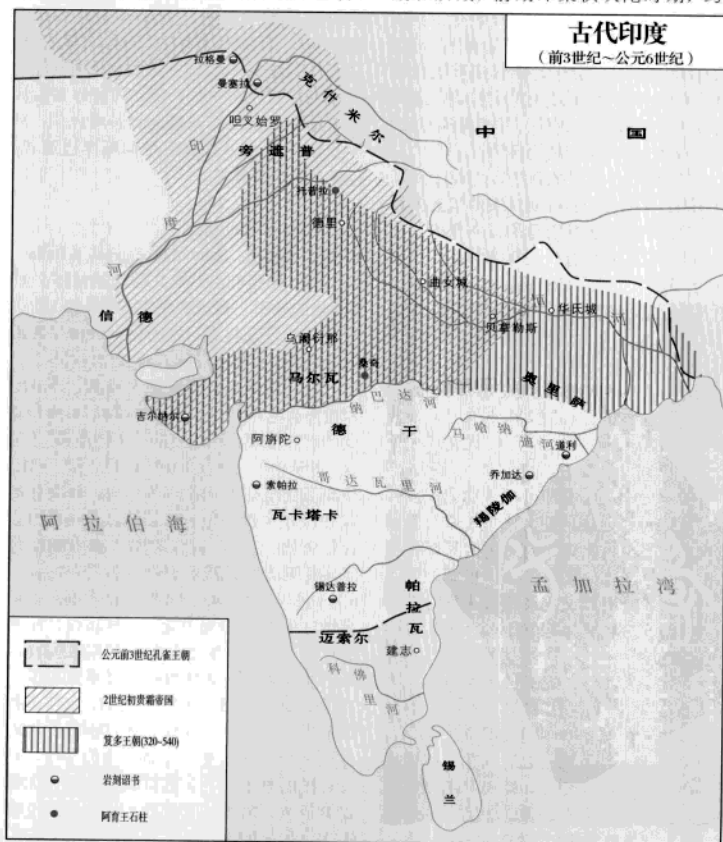 古代印度
（前3世纪～公元6世纪）
拉格曼
曼塞拉
克什米尔
呾叉始罗
中国
旁遮普
印度河
托普拉
德里
曲女城
恒河
华氏城
贝拿勒斯
信德
乌阇衍那
桑奇
马尔瓦
奥里萨
吉尔纳尔
纳巴达河
阿旃陀
德干
马哈纳迪河
道利
索帕拉
哥达瓦里河
乔加达
瓦卡塔卡
羯陵伽
阿拉伯海
孟加拉湾
锡达普拉
帕拉瓦
迈索尔
建志
科佛里河
锡兰
公元前3世纪孔雀王朝
2世纪初贵霜帝国
笈多王朝(320~540)
岩刻诏书
阿育王石柱